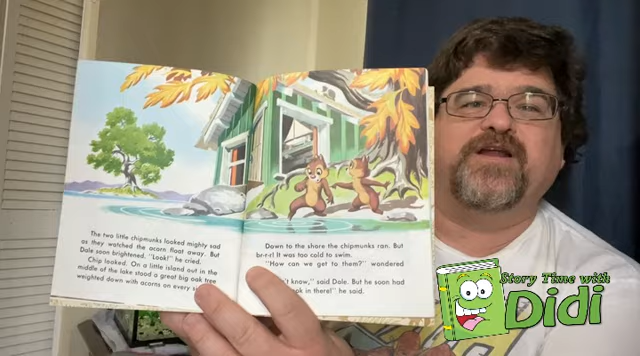 The two little chipmunks looked mighty sad
as they watched the acorn float away. But
Dale soon brightened. "Look!" he cried.
Chip looked. On a little island out in the
middle of the lake stood a great big oak tree
weighted down with acorns on every
Down to the shore the chipmunks ran. But
br-r-r! It was too cold to swim.
"How can we get to them?" wondered
know," said Dale. But he soon had
in there!" he said.
Story Time with
Didi